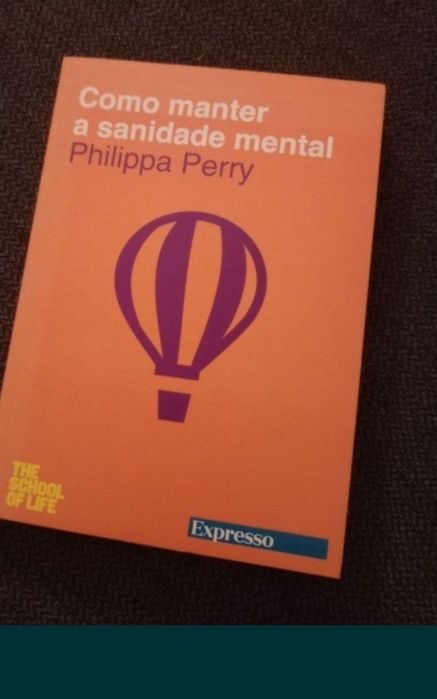 Como manter
a sanidade mental
Philippa Perry
THE
SCHOOL
OF LIFE
Expresso